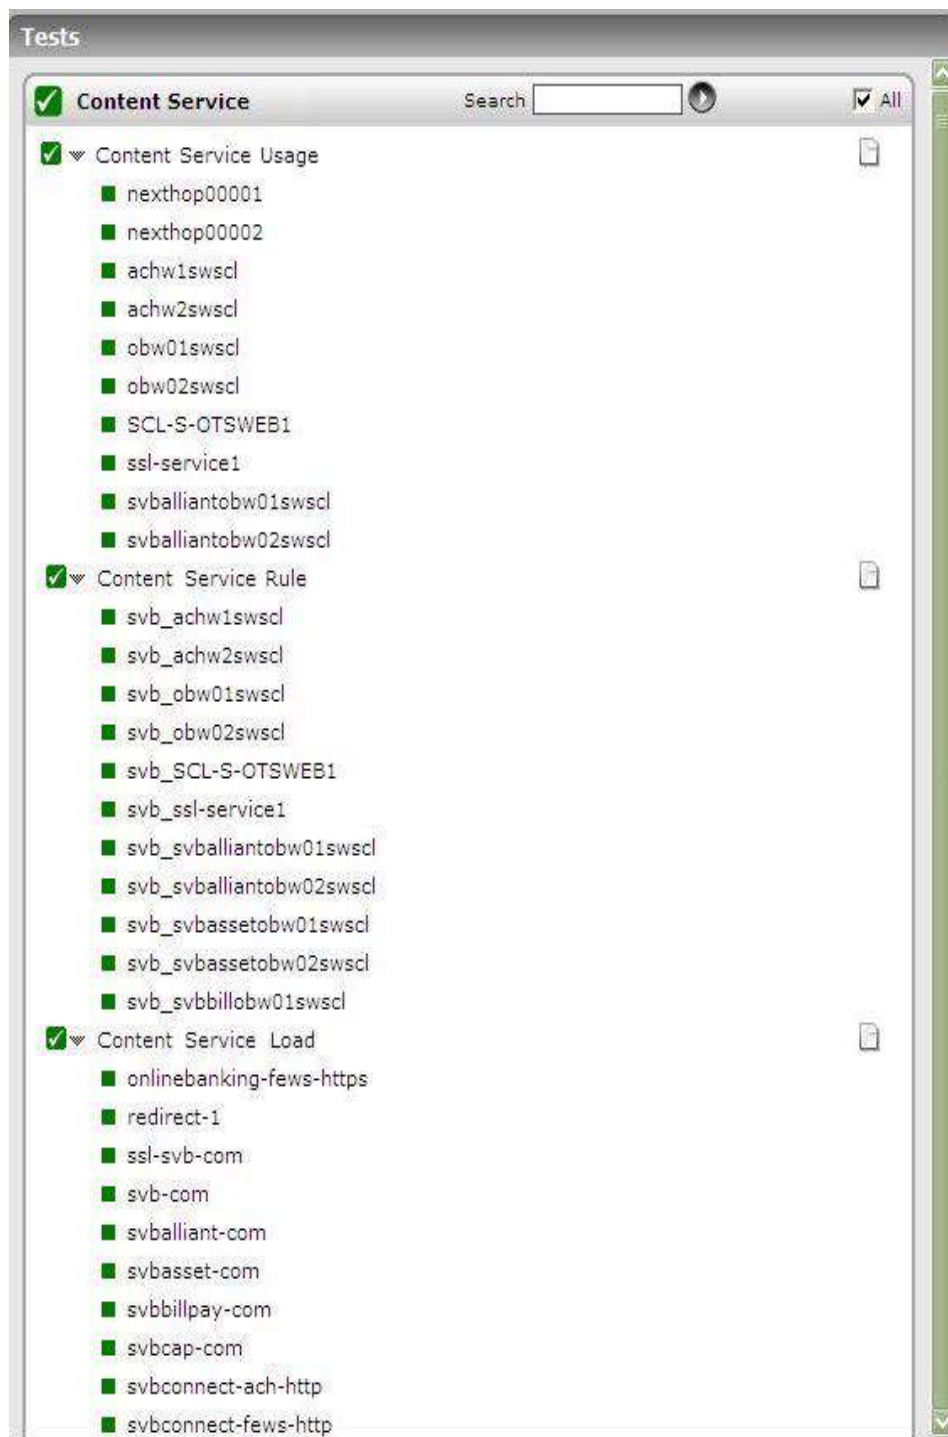 Tests
Content Service Search All
Content Service Usage
nexthop00001
nexthop00002
achw1swscl
achw2swscl
obw01swscl
obw02swscl
SCL-S-OTSWEB1
ssl-service1
svballiantobw01swscl
svballiantobw02swscl
Content Service Rule
svb_achw1swscl
svb_achw2swscl
svb_obw01swscl
svb_obw02swscl
svb_SCL-S-OTSWEB1
svb_ssl-service1
svb_svballiantobw01swscl
svb_svballiantobw02swscl
svb_svbassetobw01swscl
svb_svbassetobw02swscl
svb_svbbillobw01swscl
Content Service Load
onlinebanking-fews-https
redirect-1
ssl-svb-com
svb-com
svballiant-com
svbasset-com
svbbillpay-com
svbcap-com
svbconnect-ach-http
svbconnect-fews-http